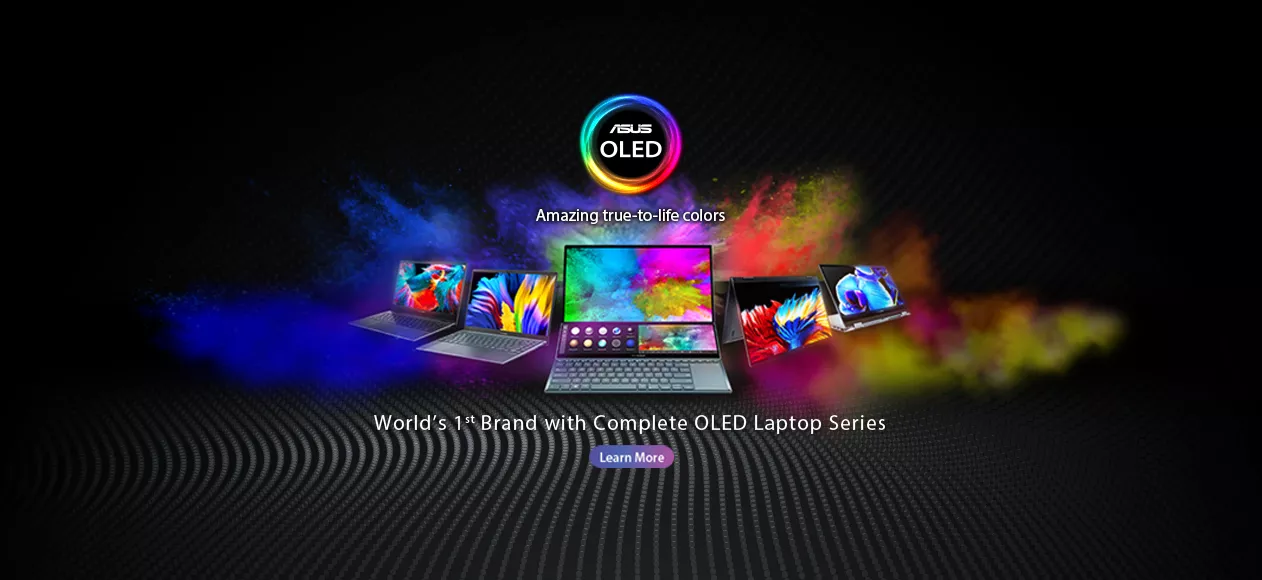 ASUS
OLED
Amazing true-to-life colors
World's 1st Brand with Complete OLED Laptop Series
Learn More